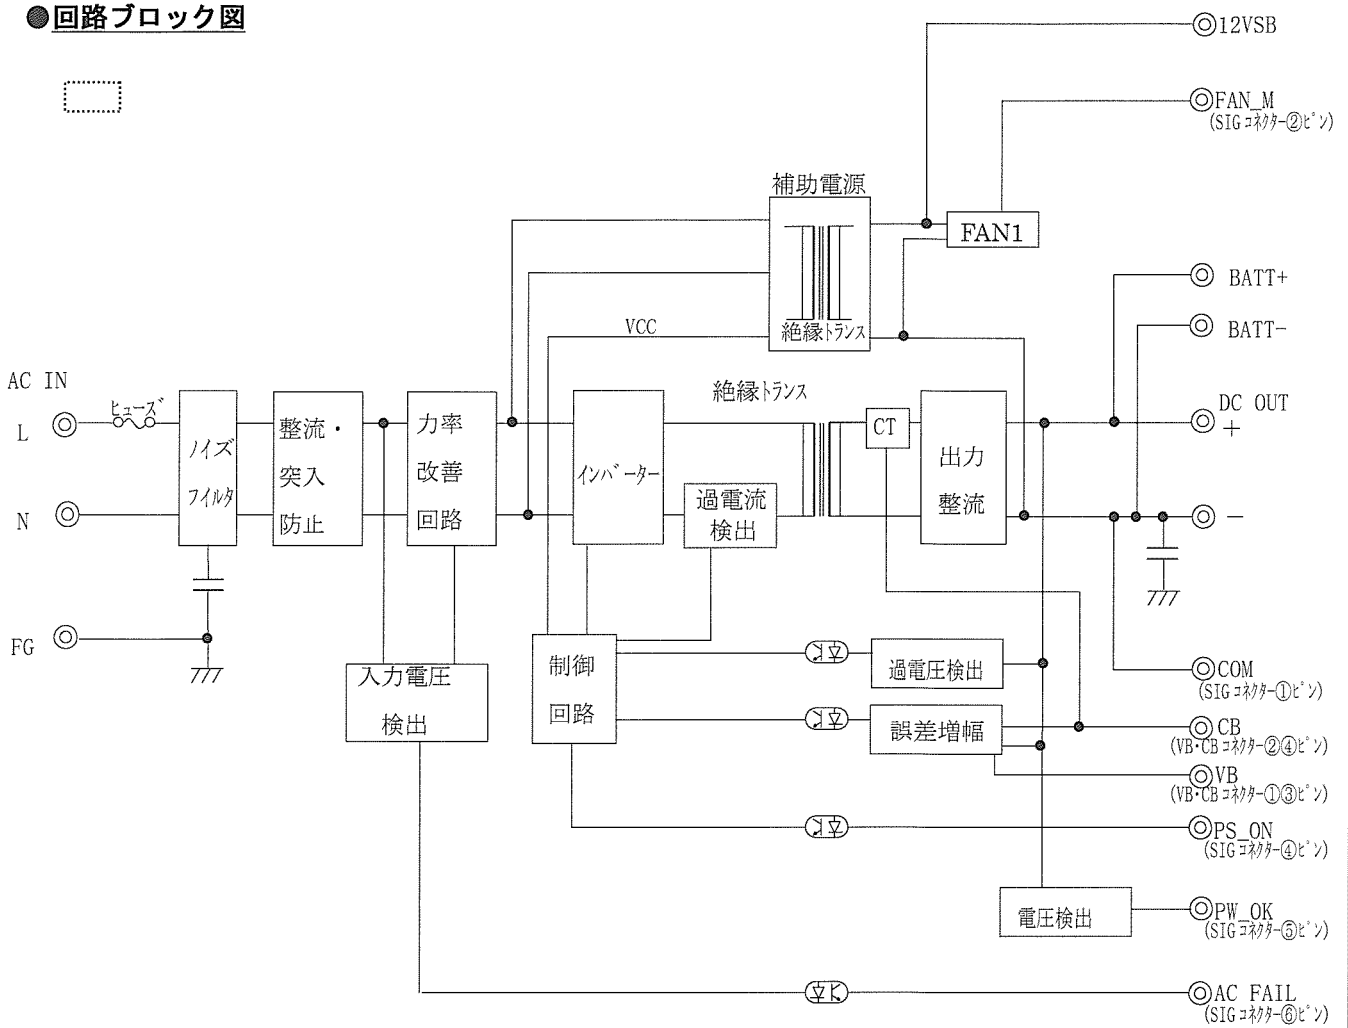 ●回路ブロック図
12VSB
FAN_M
(SIGコネクター②ピン)
補助電源
FAN1
BATT+
BATT-
絶縁トランス
VCC
AC IN
絶縁トランス
DC OUT
+
ヒューズ
L
ノイズ
フイルタ
整流・
突入
防止
力率
改善
回路
インバーター
過電流
検出
CT
出力
整流
N
-
FG
入力電圧
検出
制御
回路
過電圧検出
COM
(SIGコネクター①ピン)
誤差増幅
CB
(VB・CBコネクター②④ピン)
VB
(VB・CBコネクター①③ピン)
PS_ON
(SIGコネクター④ピン)
電圧検出
PW_OK
(SIGコネクター⑤ピン)
AC FAIL
(SIGコネクター⑥ピン)